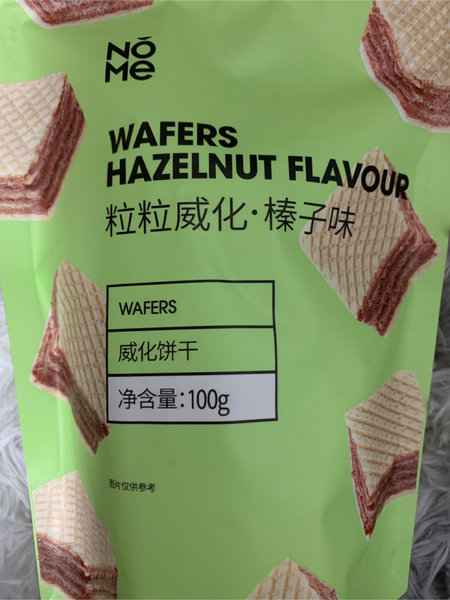 NŌ
Me
WAFERS
HAZELNUT FLAVOUR
粒粒威化·榛子味
WAFERS
威化饼干
净含量:100g
图片仅供参考